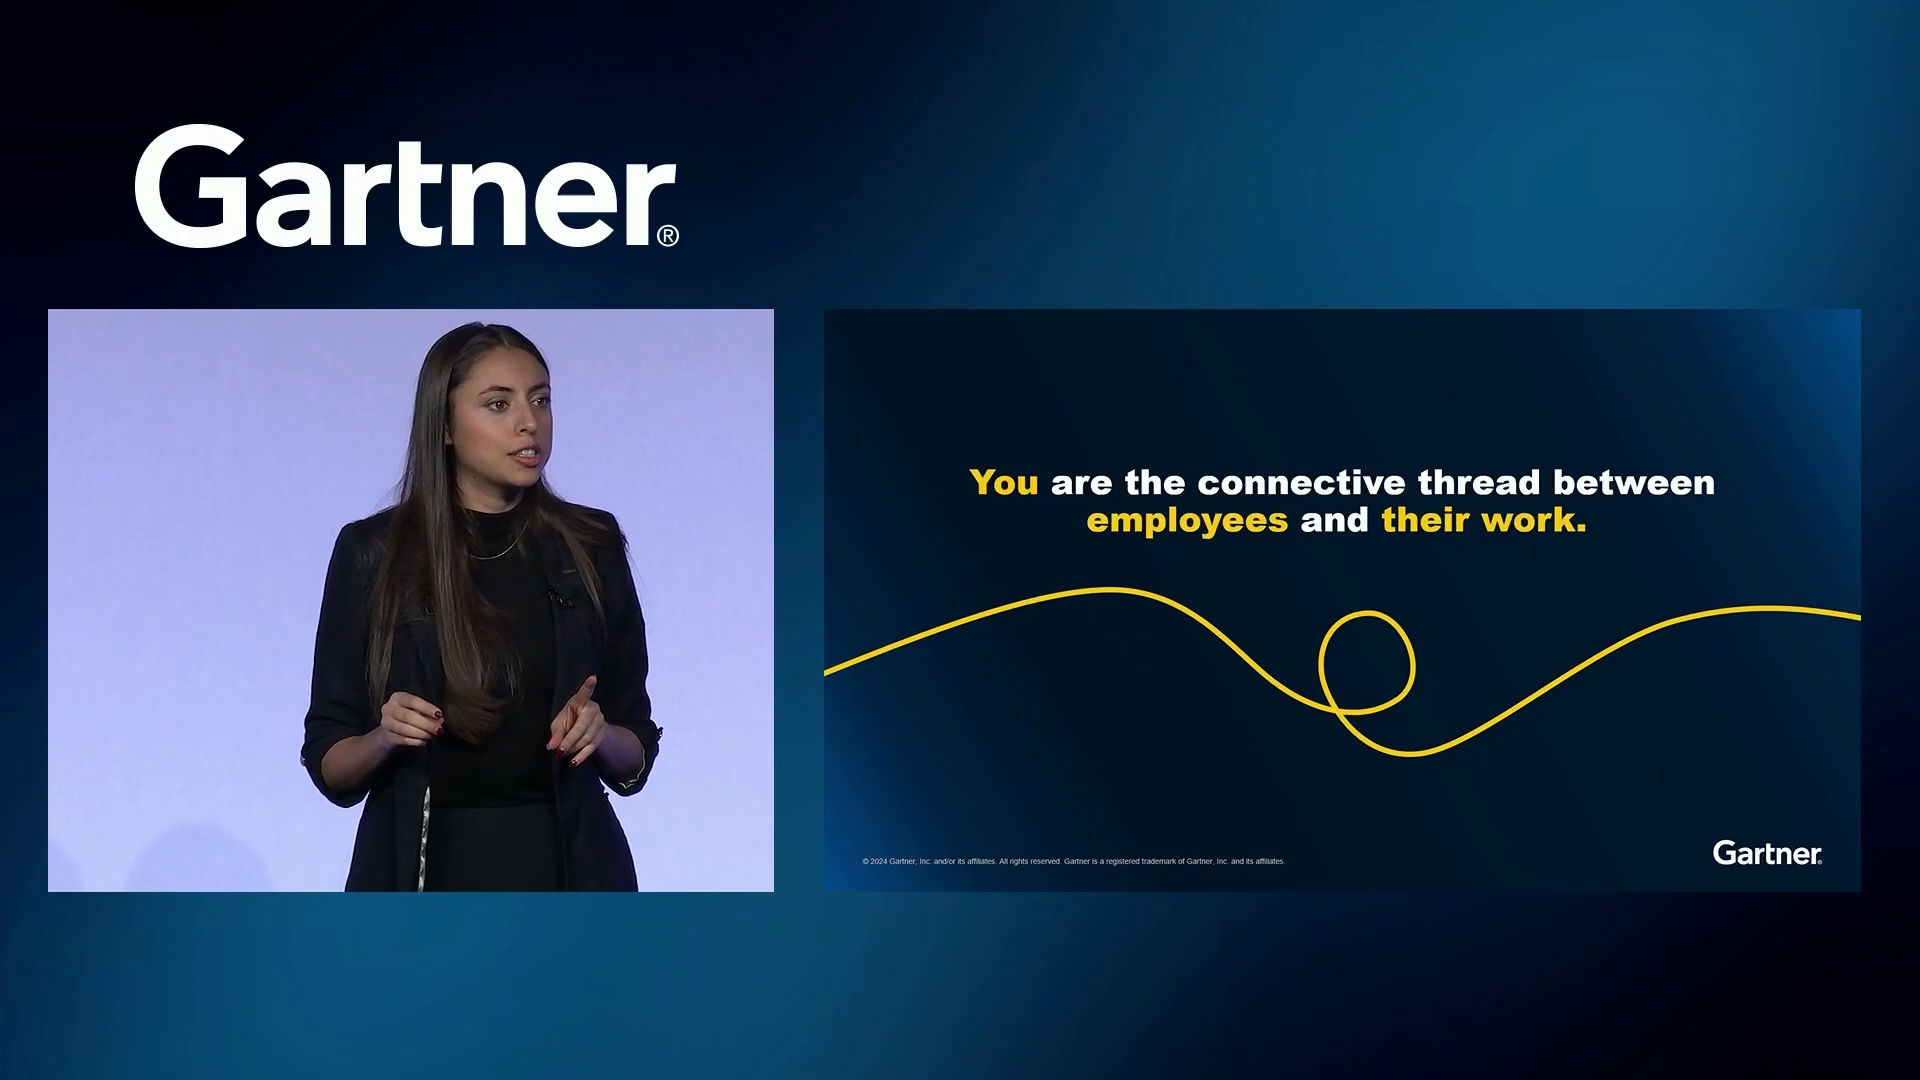 Gartner®
You are the connective thread between
employees and their work.
© 2024 Gartner, Inc. and/or its affiliates. All rights reserved. Gartner is a registered trademark of Gartner, Inc. and its affiliates.
Gartner®